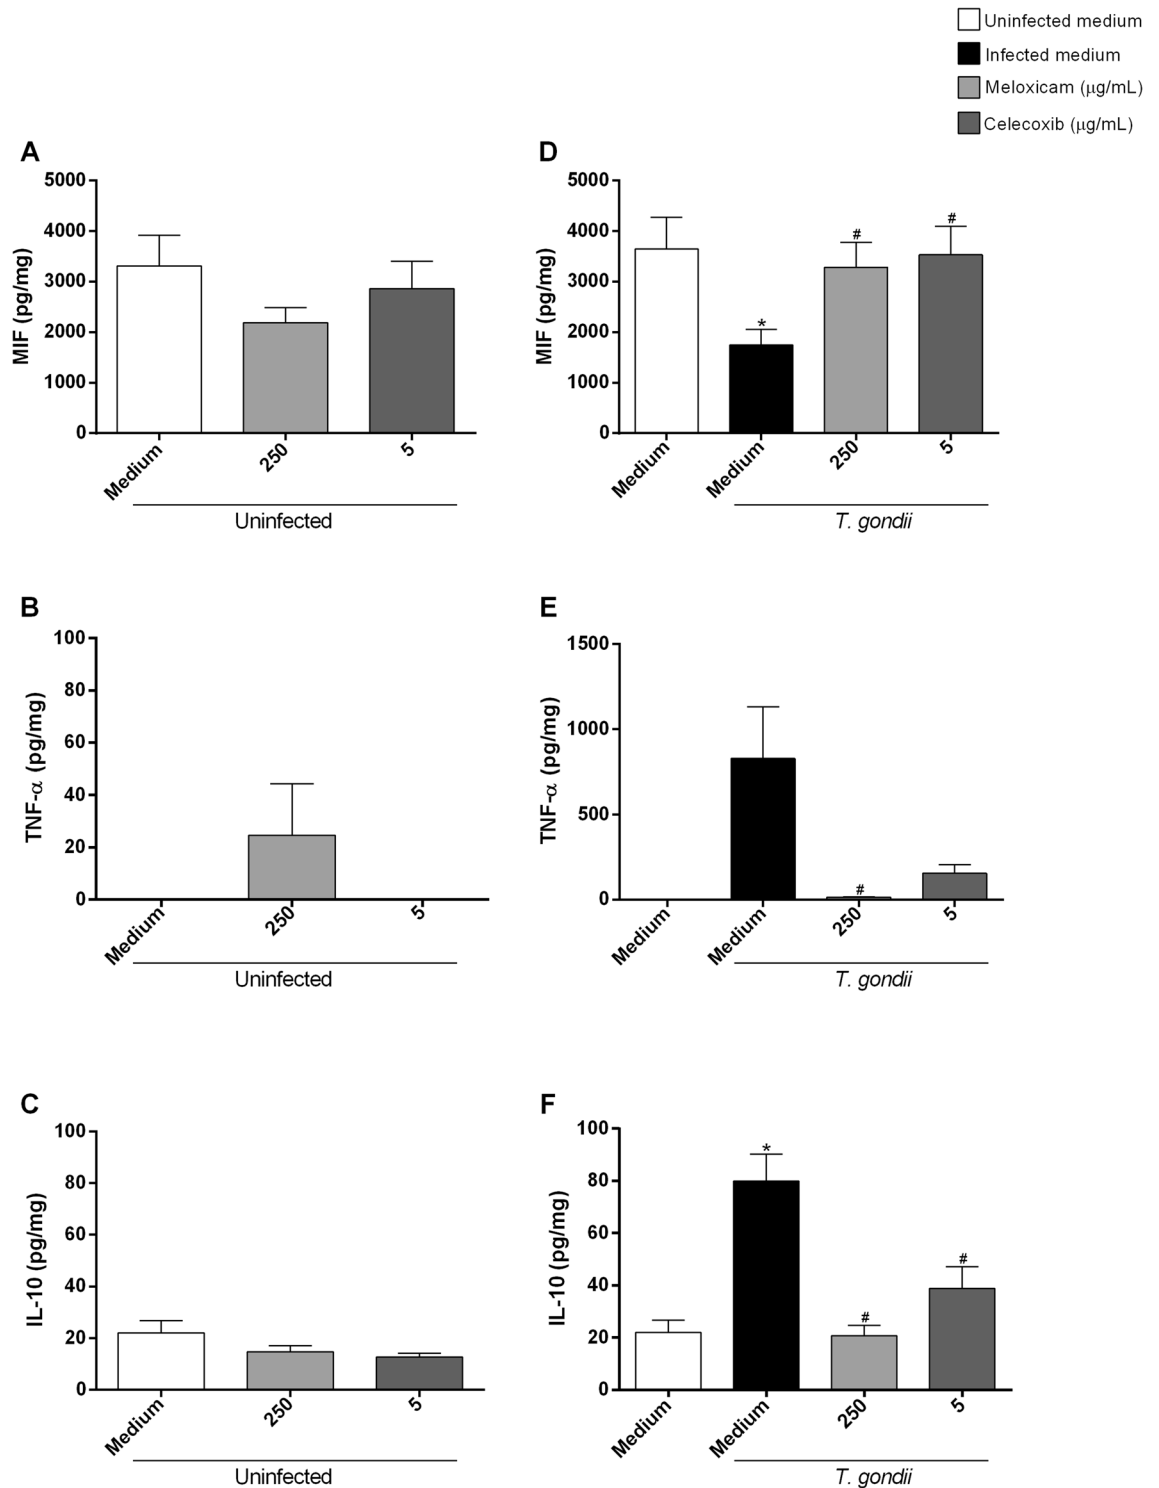 Uninfected medium
Infected medium
Meloxicam (μg/mL)
Celecoxib (μg/mL)
A
MIF (pg/mg)
5000
4000
3000
2000
1000
0
Medium
250
5
Uninfected
D
MIF (pg/mg)
5000
4000
3000
2000
1000
0
*
#
#
Medium
Medium
250
5
T. gondii
B
TNF-α (pg/mg)
100
80
60
40
20
0
Medium
250
5
Uninfected
E
TNF-α (pg/mg)
1500
1000
500
0
#
Medium
Medium
250
5
T. gondii
C
IL-10 (pg/mg)
100
80
60
40
20
0
Medium
250
5
Uninfected
F
IL-10 (pg/mg)
100
80
60
40
20
0
*
#
#
Medium
Medium
250
5
T. gondii